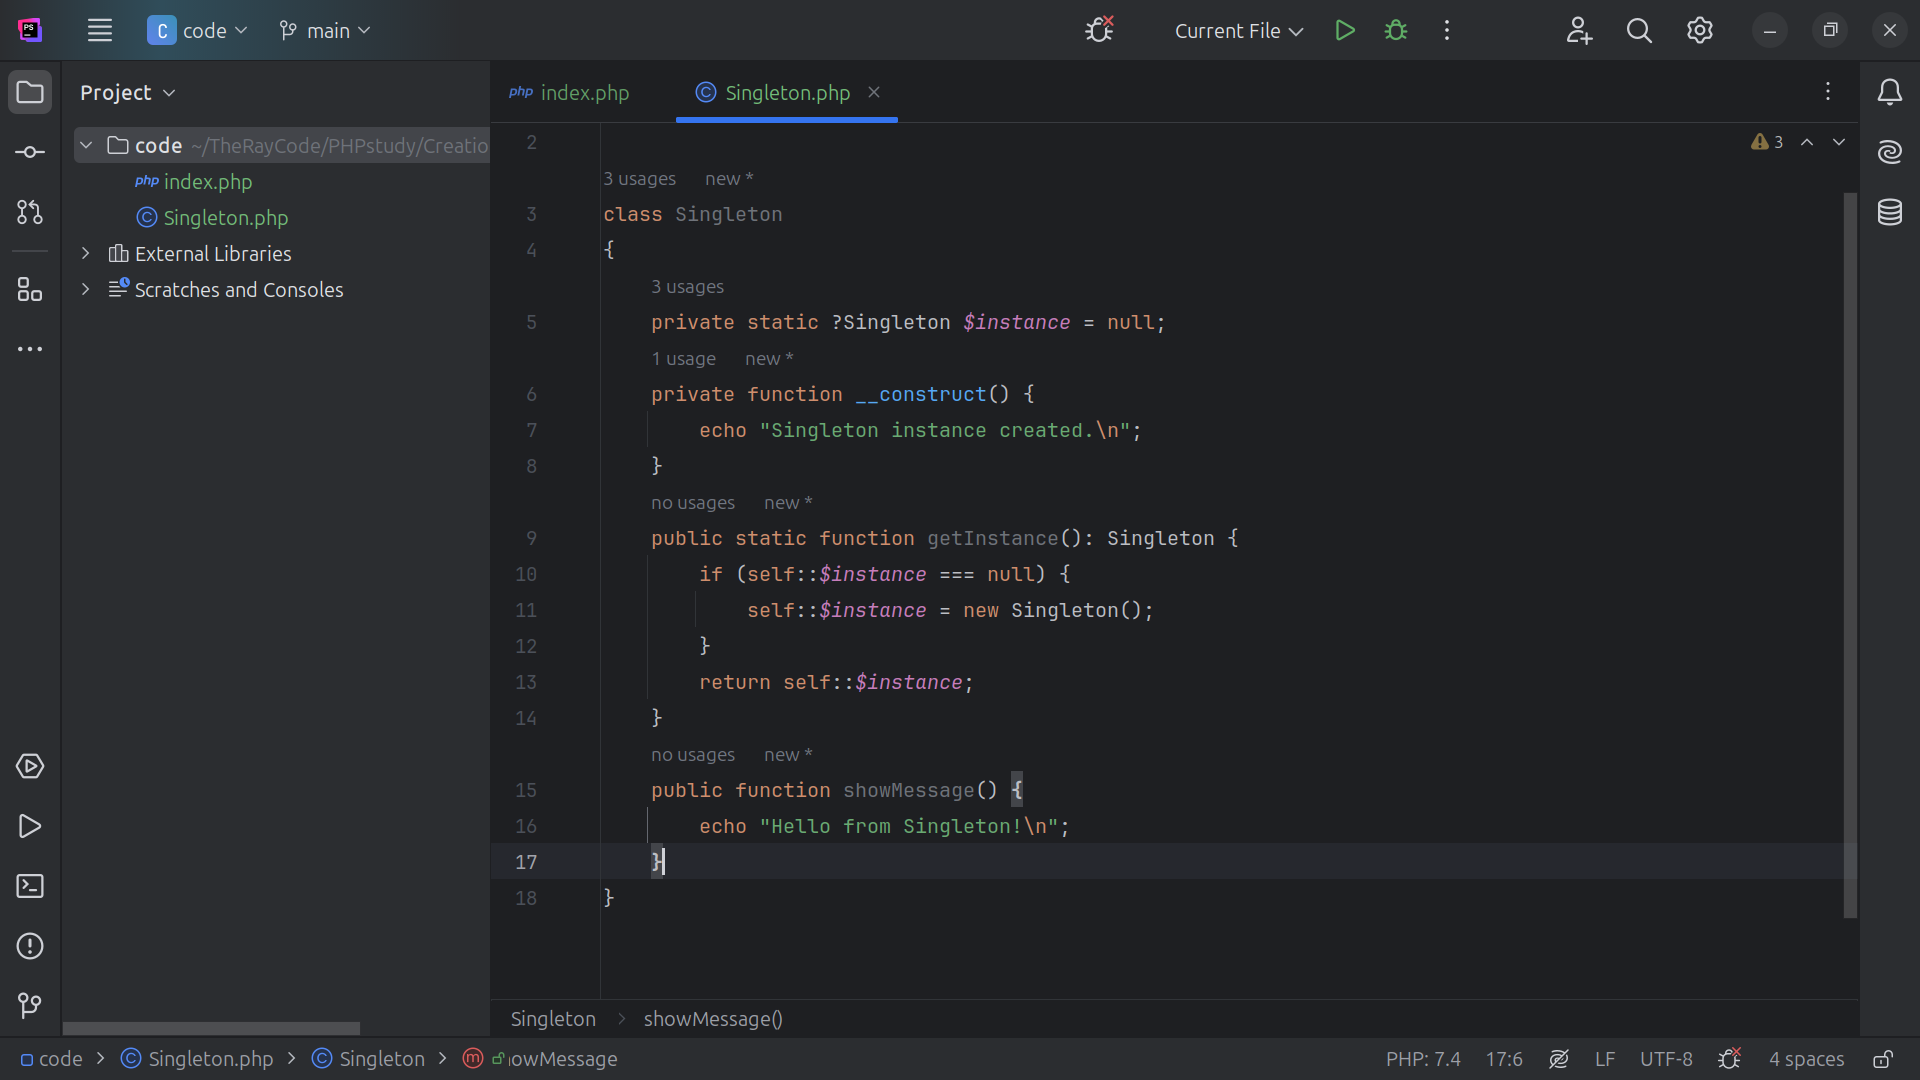 PS
C code main
Current File
Project
code ~/TheRayCode/PHPstudy/Creatio
php index.php
C Singleton.php
External Libraries
Scratches and Consoles
php index.php
C Singleton.php
3
2
3 usages new *
3 class Singleton
4 {
3 usages
5 private static ?Singleton $instance = null;
1 usage new *
6 private function __construct() {
7 echo "Singleton instance created.\n";
8 }
no usages new *
9 public static function getInstance(): Singleton {
10 if (self::$instance === null) {
11 self::$instance = new Singleton();
12 }
13 return self::$instance;
14 }
no usages new *
15 public function showMessage() {
16 echo "Hello from Singleton!\n";
17 }
18 }
Singleton > showMessage()
code > C Singleton.php > C Singleton > m owMessage
PHP: 7.4 17:6 LF UTF-8 4 spaces